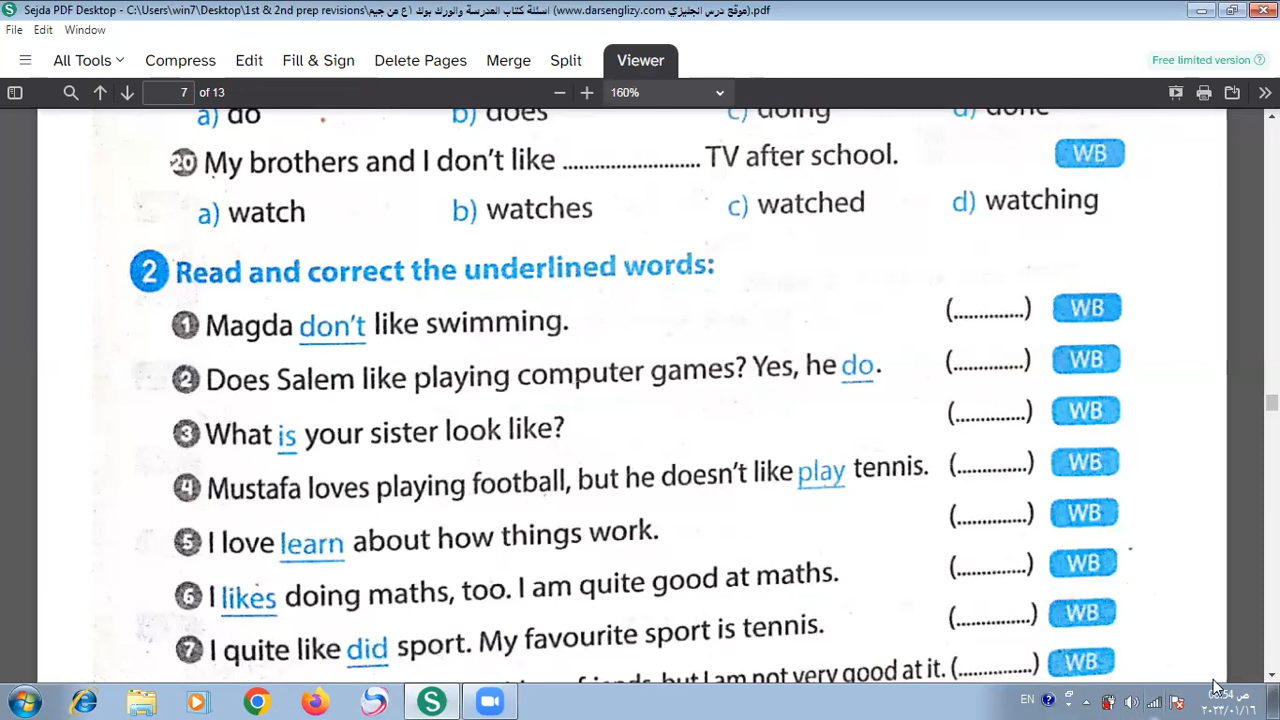 Sejda PDF Desktop - C:\Users\win7\Desktop\1st & 2nd prep revisions\اسئلة كتاب المدرسة والورك بوك (ع من جيم (www.darsenglizy.com موقع درس انجليزي).pdf
File Edit Window
All Tools Compress Edit Fill & Sign Delete Pages Merge Split Viewer Free limited version
7 of 13 160%
a) do b) does c) doing d) done
20 My brothers and I don't like ........................ TV after school. WB
a) watch b) watches c) watched d) watching
2 Read and correct the underlined words:
1 Magda don't like swimming. (.............) WB
2 Does Salem like playing computer games? Yes, he do. (.............) WB
3 What is your sister look like? (.............) WB
4 Mustafa loves playing football, but he doesn't like play tennis. (.............) WB
5 I love learn about how things work. (.............) WB
6 I likes doing maths, too. I am quite good at maths. (.............) WB
7 I quite like did sport. My favourite sport is tennis. (.............) WB
friends, but I am not very good at it. (.............) WB
EN
٢٠٢٣/٠١/١٦